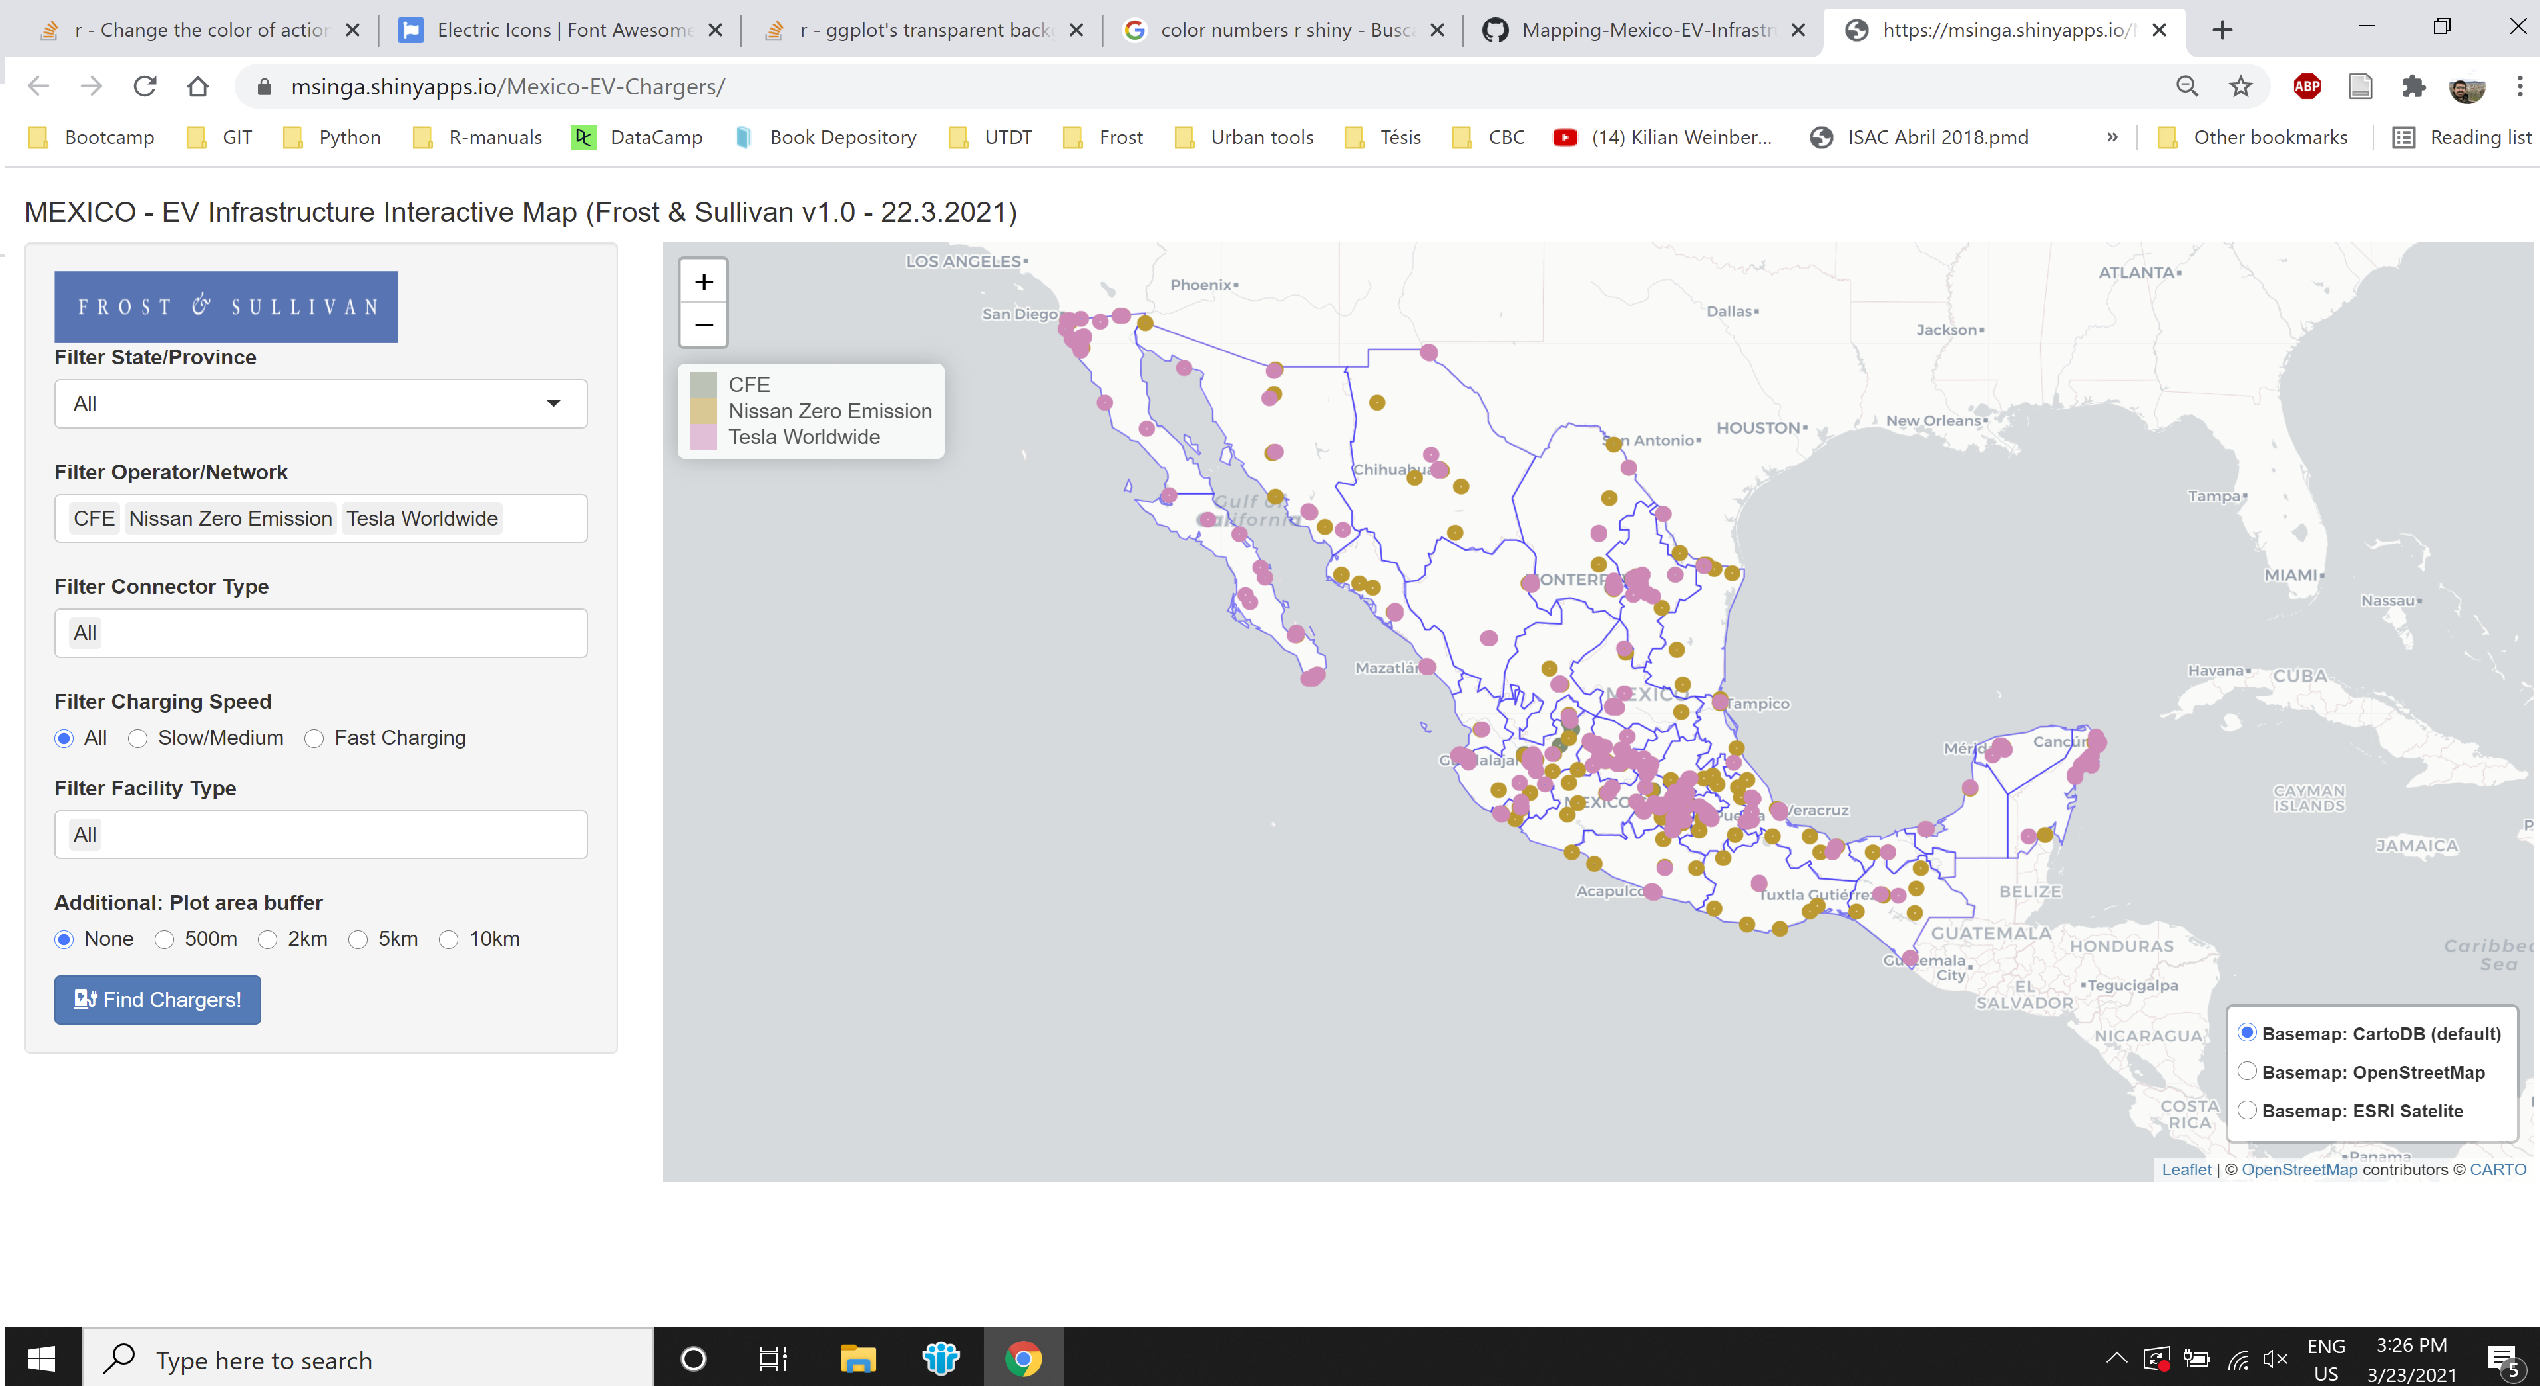 r - Change the color of action
Electric Icons | Font Awesome
r - ggplot's transparent back
color numbers r shiny - Busca
Mapping-Mexico-EV-Infrastr
https://msinga.shinyapps.io/
msinga.shinyapps.io/Mexico-EV-Chargers/
ABP
Bootcamp
GIT
Python
R-manuals
DataCamp
Book Depository
UTDT
Frost
Urban tools
Tésis
CBC
(14) Kilian Weinber...
ISAC Abril 2018.pmd
»
Other bookmarks
Reading list
MEXICO - EV Infrastructure Interactive Map (Frost & Sullivan v1.0 - 22.3.2021)
FROST & SULLIVAN
Filter State/Province
All
Filter Operator/Network
CFE Nissan Zero Emission Tesla Worldwide
Filter Connector Type
All
Filter Charging Speed
All Slow/Medium Fast Charging
Filter Facility Type
All
Additional: Plot area buffer
None 500m 2km 5km 10km
Find Chargers!
+
−
CFE
Nissan Zero Emission
Tesla Worldwide
LOS ANGELES
Phoenix
San Diego
ATLANTA
Dallas
Jackson
HOUSTON
New Orleans
Antonio
Chihuahua
Gulf of
California
Tampa
MIAMI
Nassau
Mazatlán
MEXICO
Tampico
Havana
CUBA
Mérida
Cancún
CAYMAN
ISLANDS
MEXICO
Veracruz
JAMAICA
Acapulco
Tuxtla Gutiérrez
BELIZE
GUATEMALA
HONDURAS
Guatemala
City
Caribbe
Sea
EL
SALVADOR
Tegucigalpa
NICARAGUA
COSTA
RICA
Panama
Basemap: CartoDB (default)
Basemap: OpenStreetMap
Basemap: ESRI Satelite
Leaflet | © OpenStreetMap contributors © CARTO
Type here to search
ENG
US
3:26 PM
3/23/2021
5